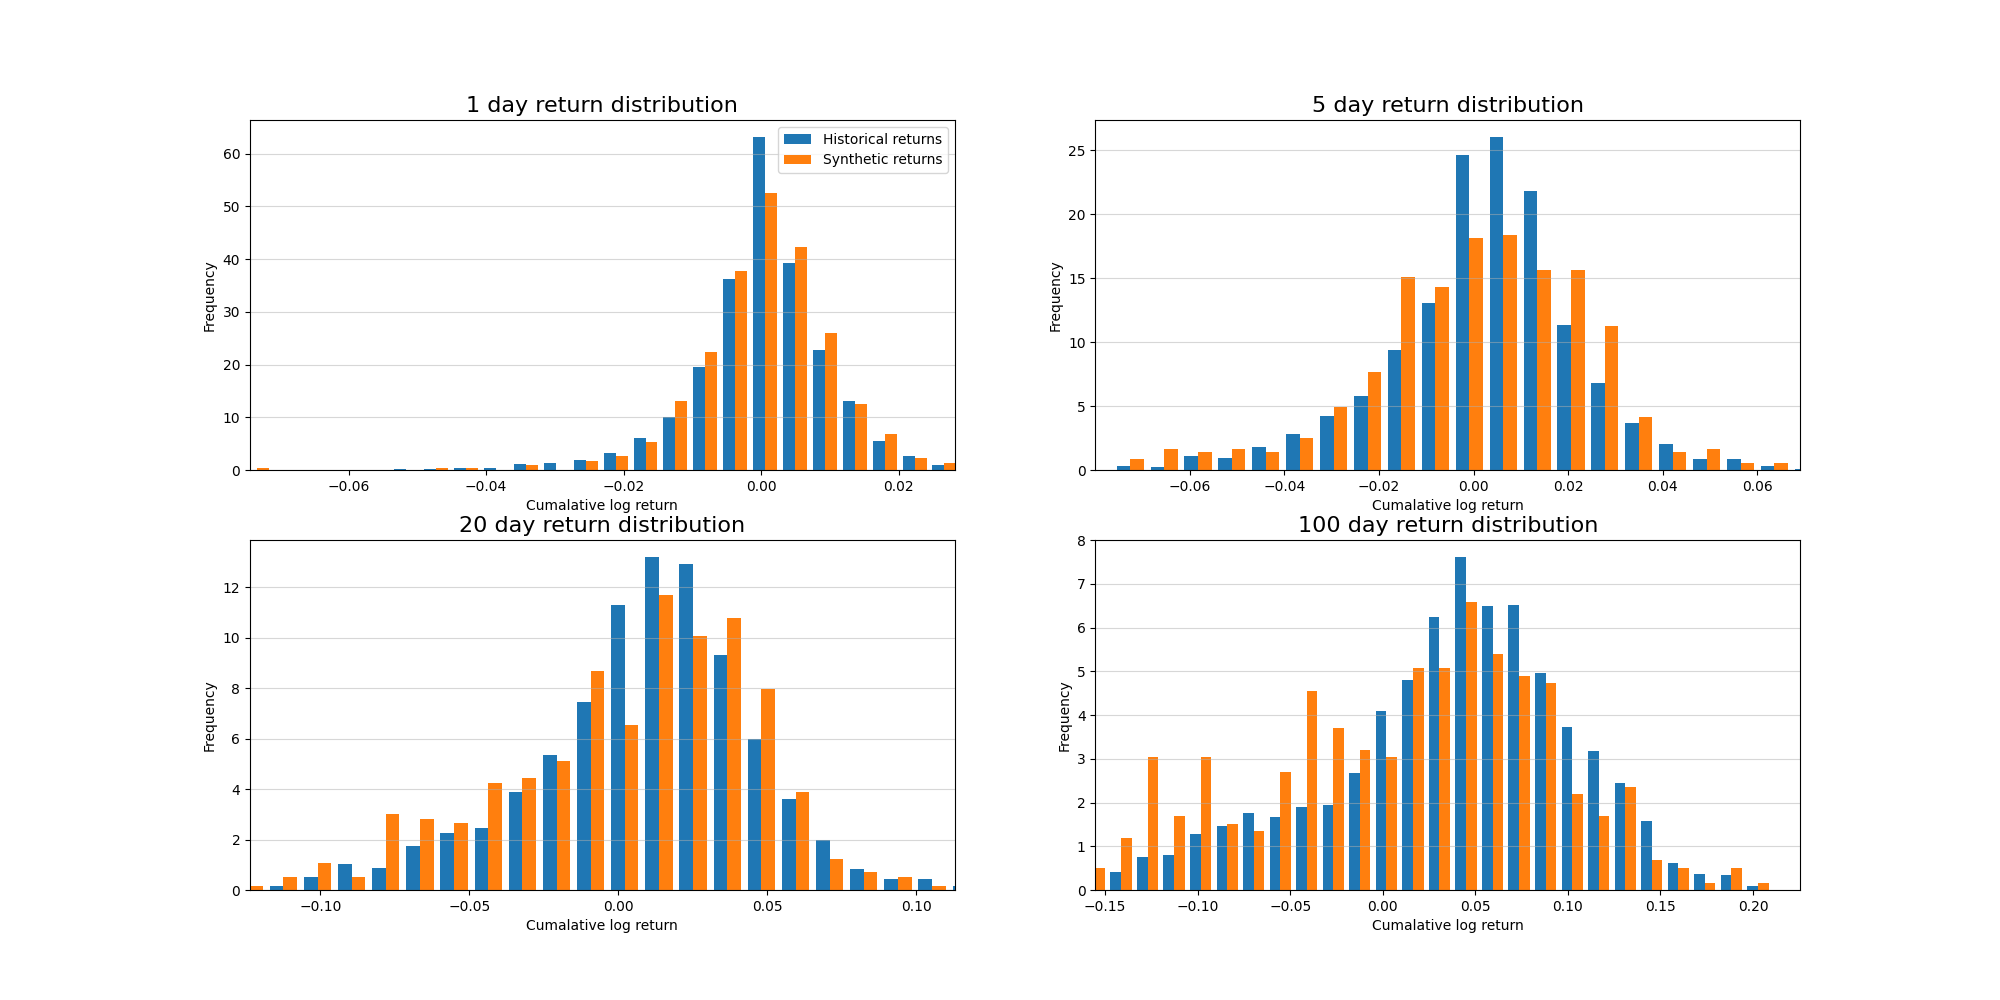 1 day return distribution
Historical returns
Synthetic returns
60
50
40
30
20
10
0
Frequency
−0.06 −0.04 −0.02 0.00 0.02
Cumalative log return
5 day return distribution
25
20
15
10
5
0
Frequency
−0.06 −0.04 −0.02 0.00 0.02 0.04 0.06
Cumalative log return
20 day return distribution
12
10
8
6
4
2
0
Frequency
−0.10 −0.05 0.00 0.05 0.10
Cumalative log return
100 day return distribution
8
7
6
5
4
3
2
1
0
Frequency
−0.15 −0.10 −0.05 0.00 0.05 0.10 0.15 0.20
Cumalative log return